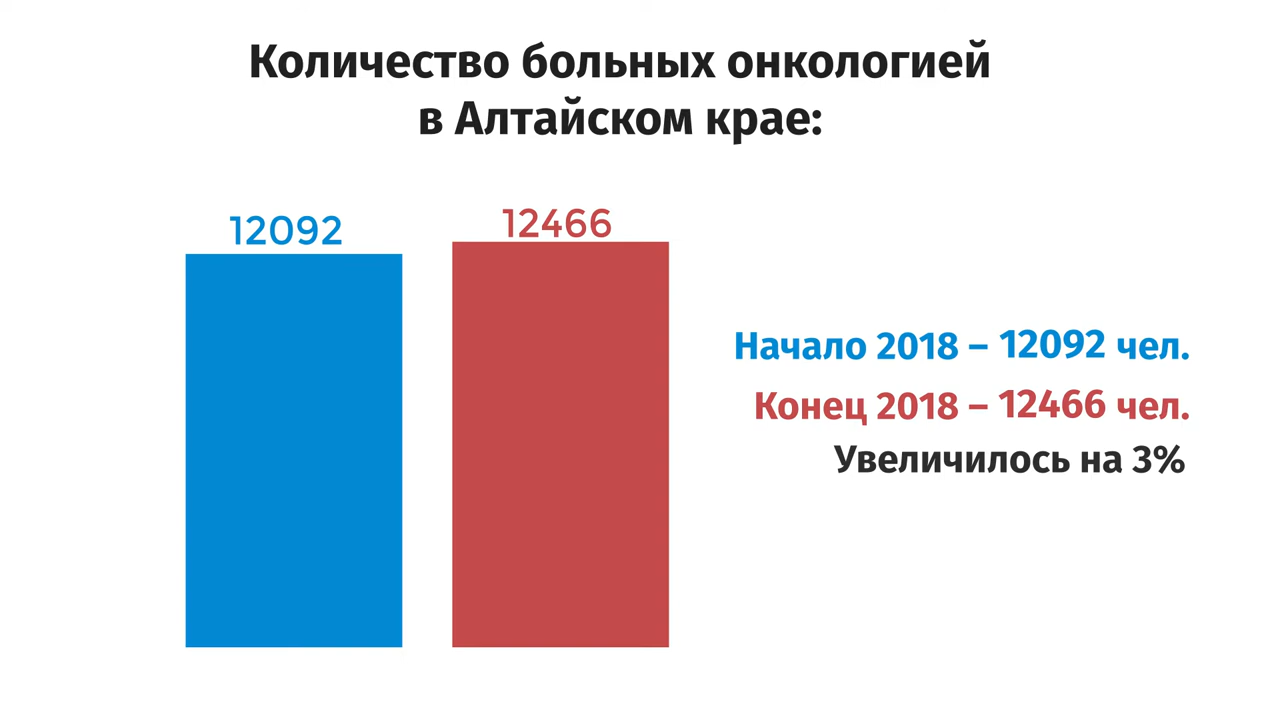 Количество больных онкологией
в Алтайском крае:
12092
12466
Начало 2018 – 12092 чел.
Конец 2018 – 12466 чел.
Увеличилось на 3%